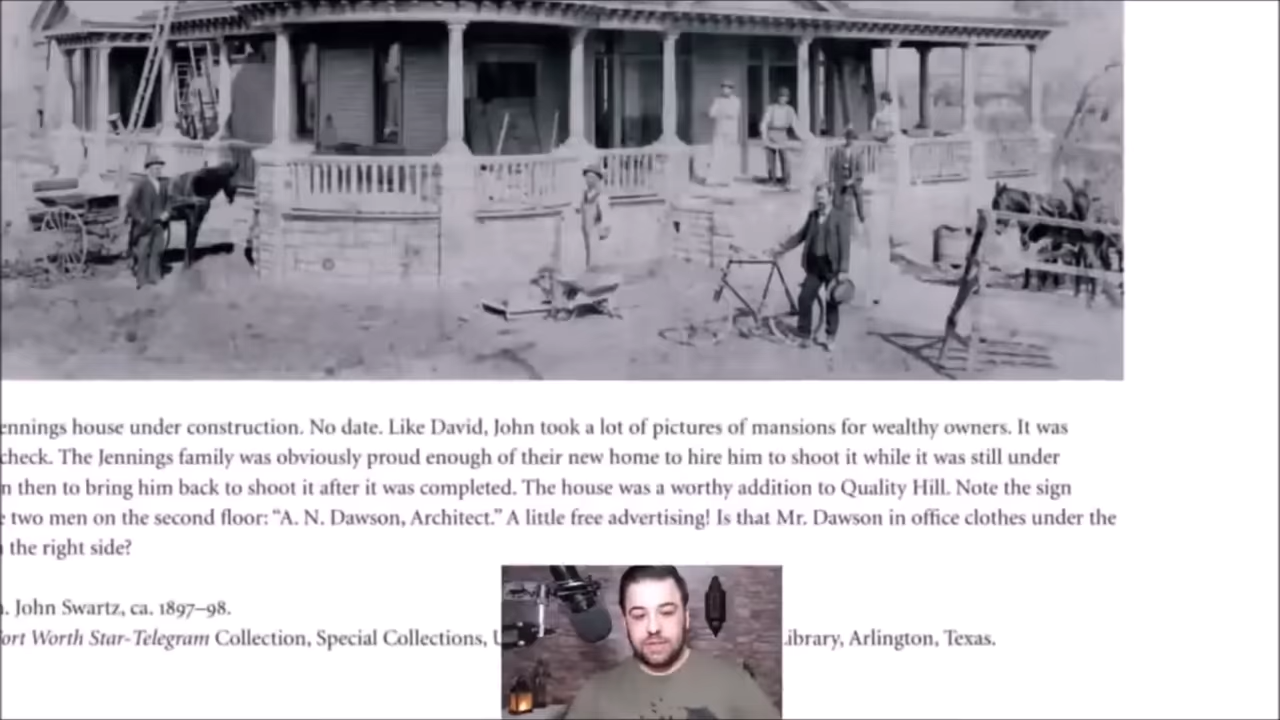 ennings house under construction. No date. Like David, John took a lot of pictures of mansions for wealthy owners. It was
check. The Jennings family was obviously proud enough of their new home to hire him to shoot it while it was still under
n then to bring him back to shoot it after it was completed. The house was a worthy addition to Quality Hill. Note the sign
e two men on the second floor: “A. N. Dawson, Architect.” A little free advertising! Is that Mr. Dawson in office clothes under the
the right side?
. John Swartz, ca. 1897–98.
ort Worth Star-Telegram Collection, Special Collections, U ibrary, Arlington, Texas.